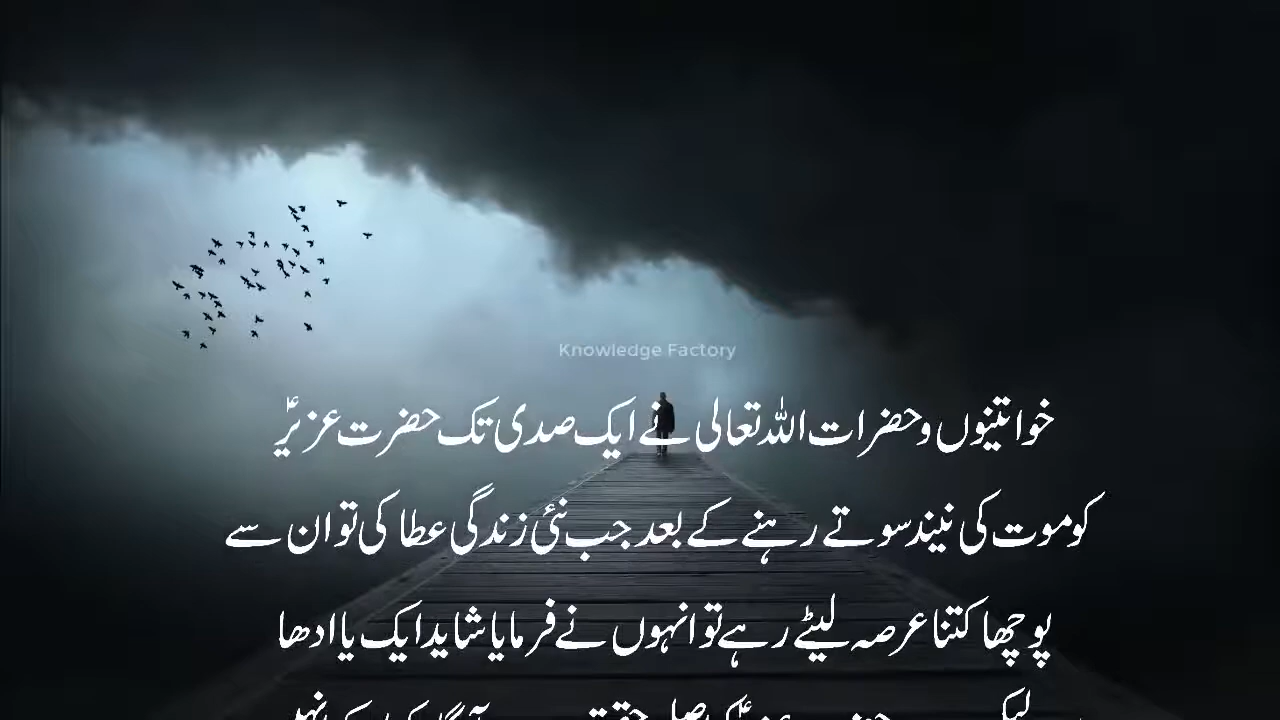 Knowledge Factory
خواتینوں وحضرات اللہ تعالی نے ایک صدی تک حضرت عزیرؑ
کو موت کی نیند سوتے رہنے کے بعد جب نئی زندگی عطا کی تو ان سے
پوچھا کتنا عرصہ لیٹے رہے تو انہوں نے فرمایا شاید ایک یا ادھا